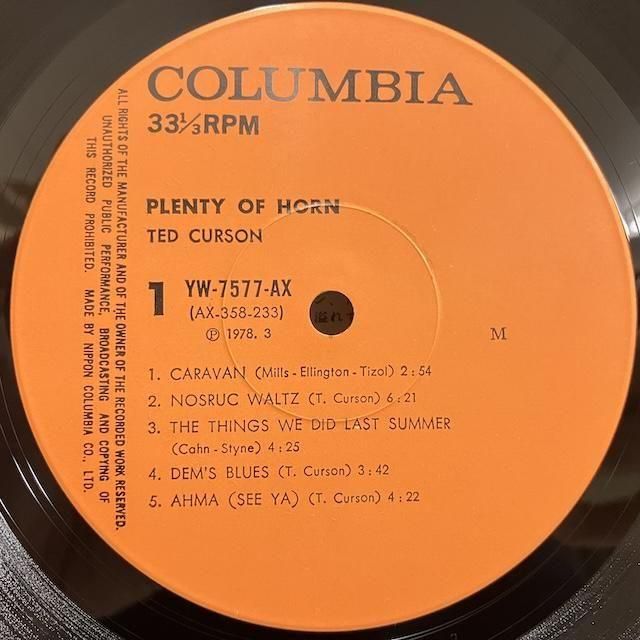 COLUMBIA
33⅓RPM
PLENTY OF HORN
TED CURSON
1 YW-7577-AX
(AX-358-233)
Ⓟ 1978. 3
M
1. CARAVAN (Mills - Ellington - Tizol) 2:54
2. NOSRUC WALTZ (T. Curson) 6:21
3. THE THINGS WE DID LAST SUMMER
(Cahn - Styne) 4:25
4. DEM'S BLUES (T. Curson) 3:42
5. AHMA (SEE YA) (T. Curson) 4:22
ALL RIGHTS OF THE MANUFACTURER AND OF THE OWNER OF THE RECORDED WORK RESERVED.
UNAUTHORIZED PUBLIC PERFORMANCE, BROADCASTING AND COPYING OF
THIS RECORD PROHIBITED. MADE BY NIPPON COLUMBIA CO., LTD.